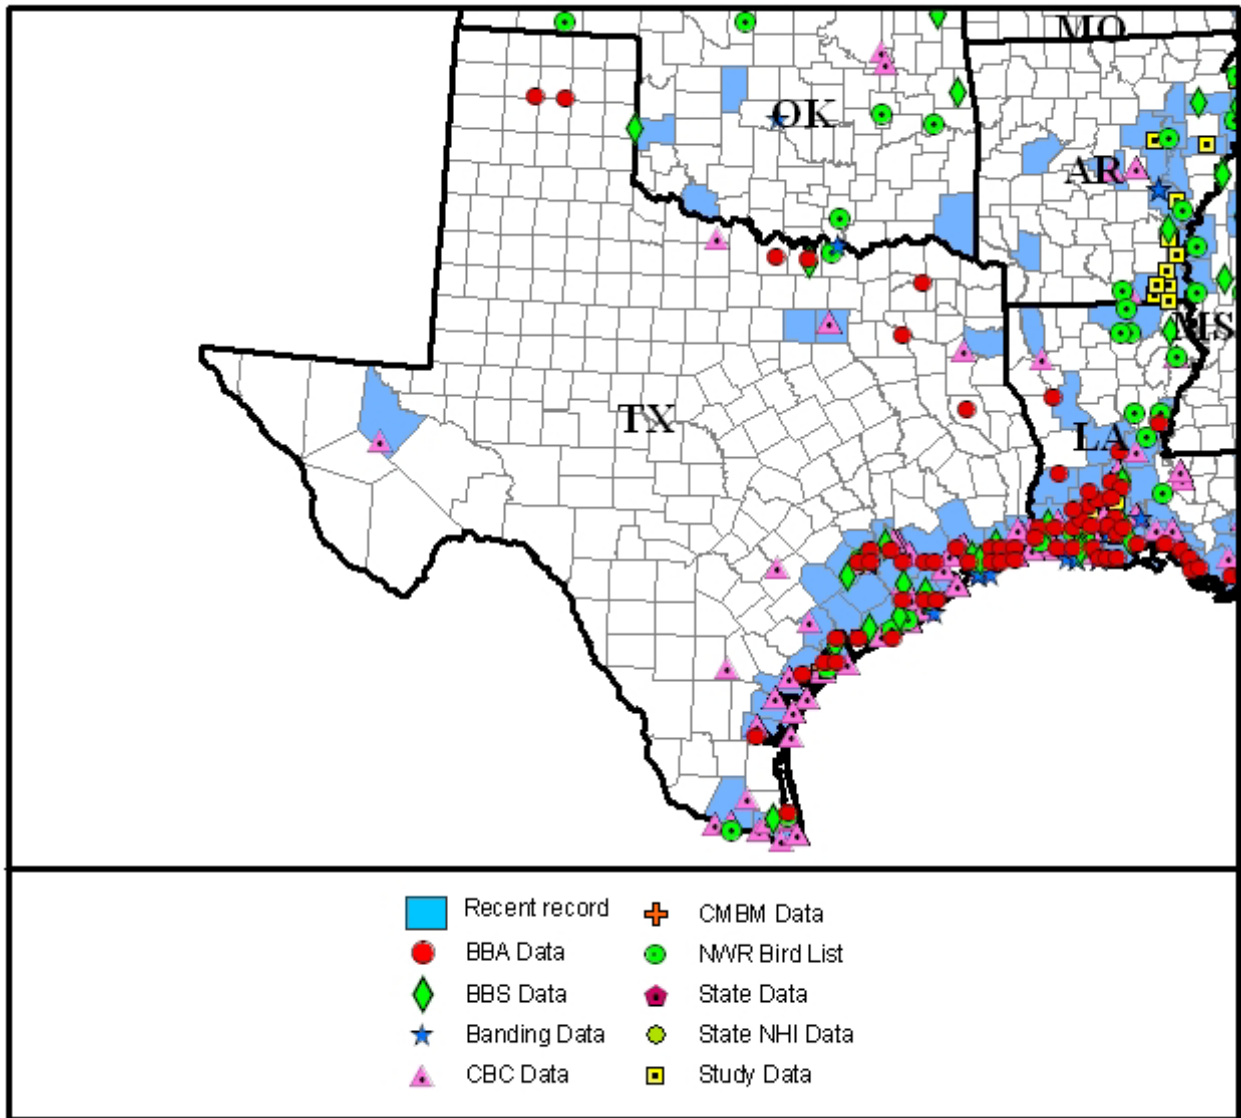 MO
OK
AR
MS
TX
LA
Recent record
BBA Data
BBS Data
Banding Data
CBC Data
CMBM Data
NWR Bird List
State Data
State NHI Data
Study Data